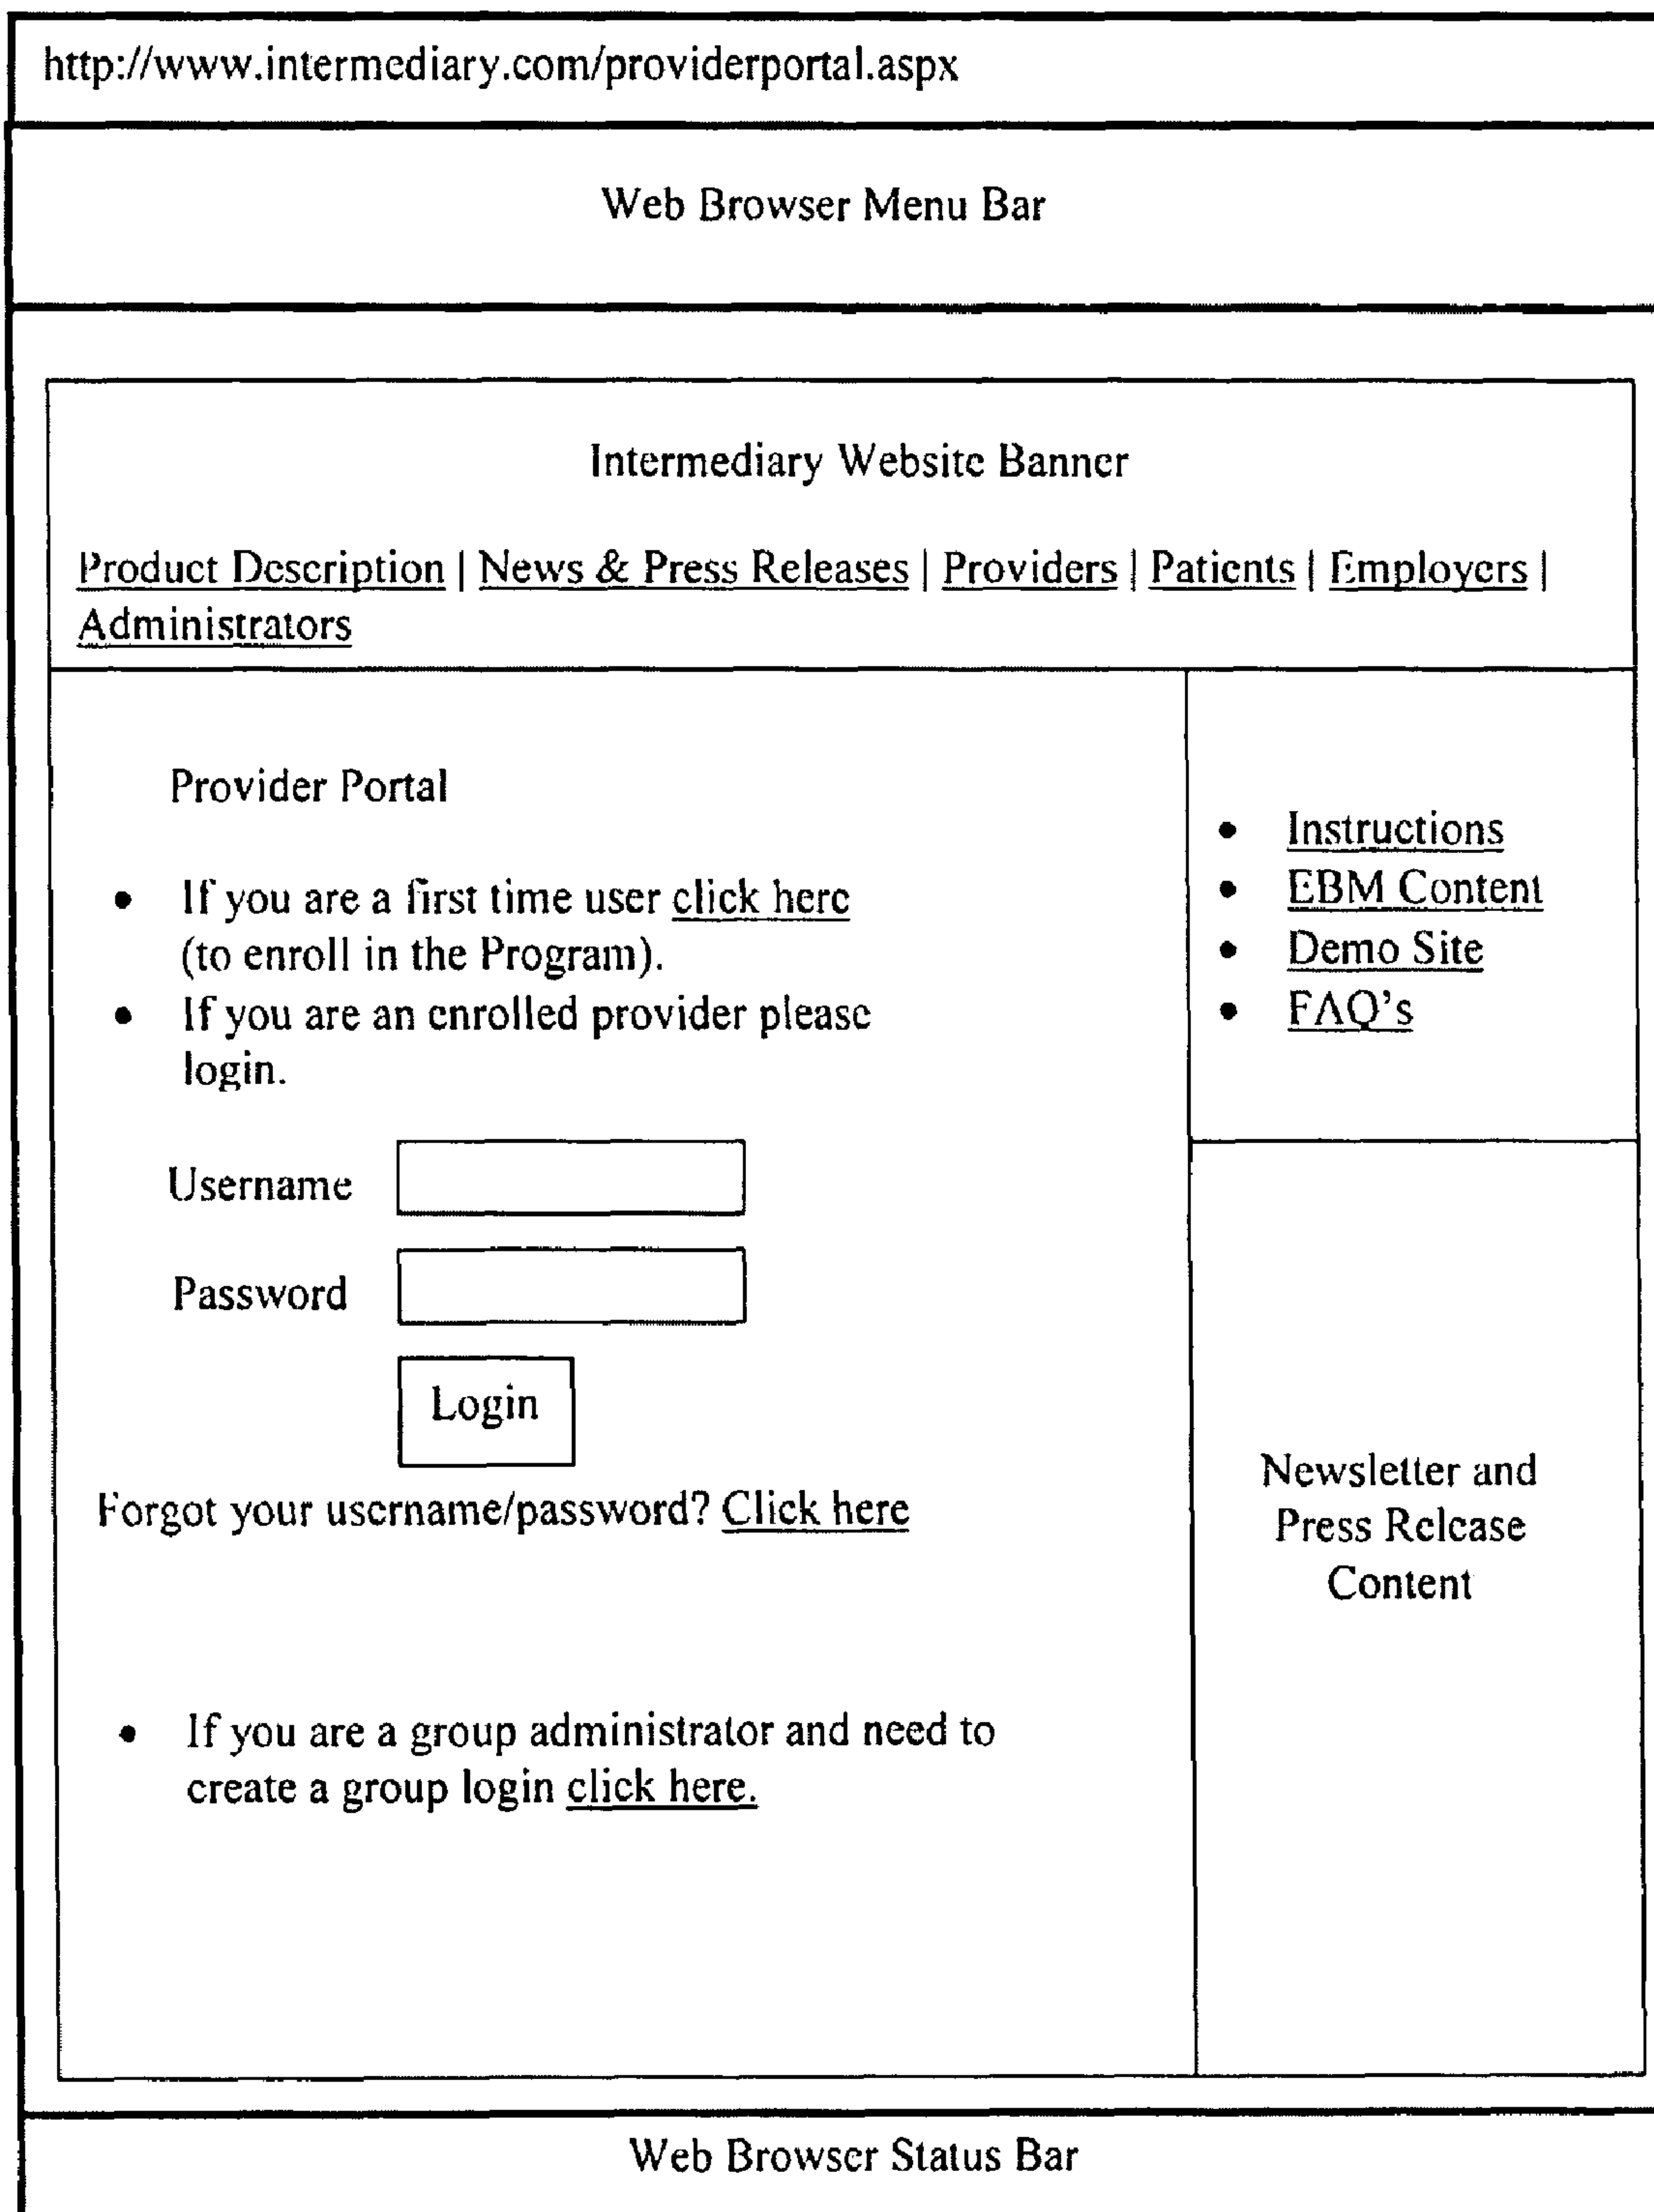 http://www.intermediary.com/providerportal.aspx
Web Browser Menu Bar
Intermediary Website Banner
Product Description | News & Press Releases | Providers | Patients | Employers |
Administrators
Provider Portal
• If you are a first time user click here
(to enroll in the Program).
• If you are an enrolled provider please
login.
Username
Password
Login
Forgot your username/password? Click here
• If you are a group administrator and need to
create a group login click here.
• Instructions
• EBM Content
• Demo Site
• FAQ's
Newsletter and
Press Release
Content
Web Browser Status Bar